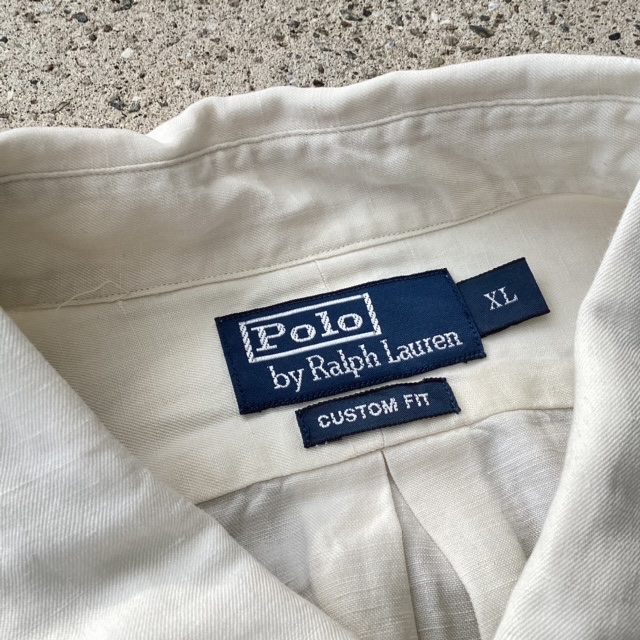 Polo
by Ralph Lauren
XL
CUSTOM FIT